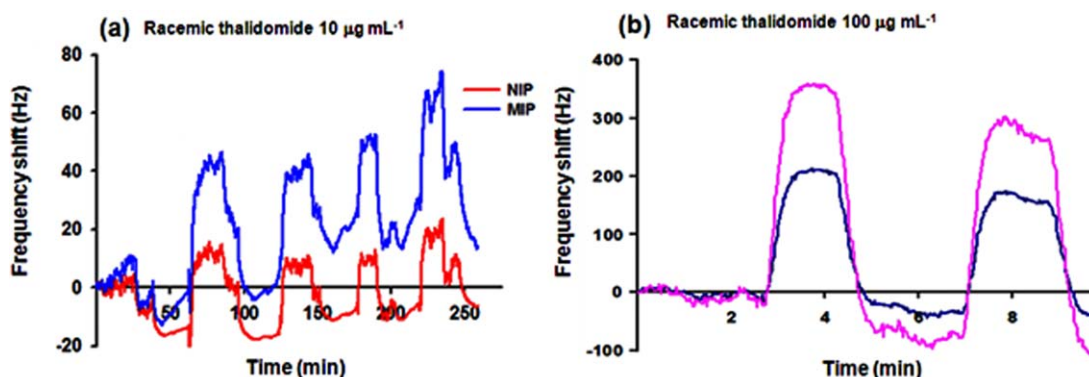 (a) Racemic thalidomide 10 µg mL-1
80
60
40
20
0
-20
50
100
150
200
250
NIP
MIP
Frequency shift (Hz)
Time (min)
(b) Racemic thalidomide 100 µg mL-1
400
300
200
100
0
-100
2
4
6
8
Frequency shift (Hz)
Time (min)